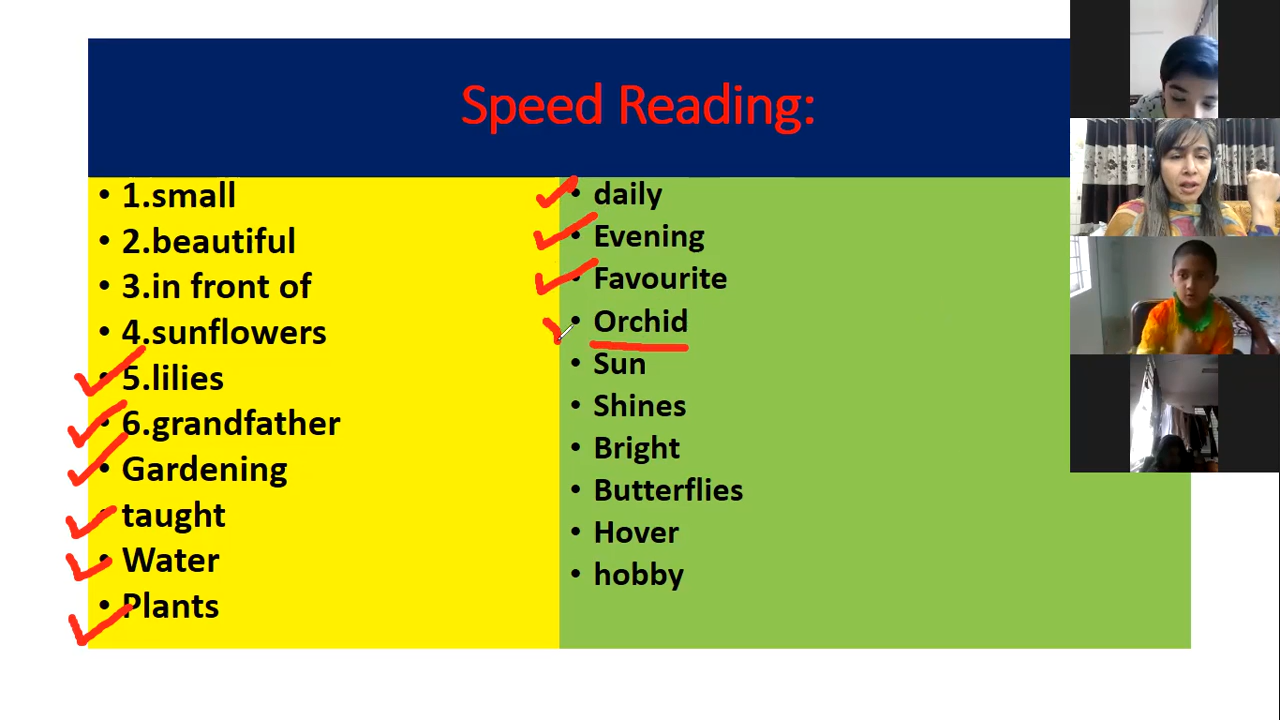 Speed Reading:
• 1.small
• 2.beautiful
• 3.in front of
• 4.sunflowers
• 5.lilies
• 6.grandfather
• Gardening
• taught
• Water
• Plants
• daily
• Evening
• Favourite
• Orchid
• Sun
• Shines
• Bright
• Butterflies
• Hover
• hobby